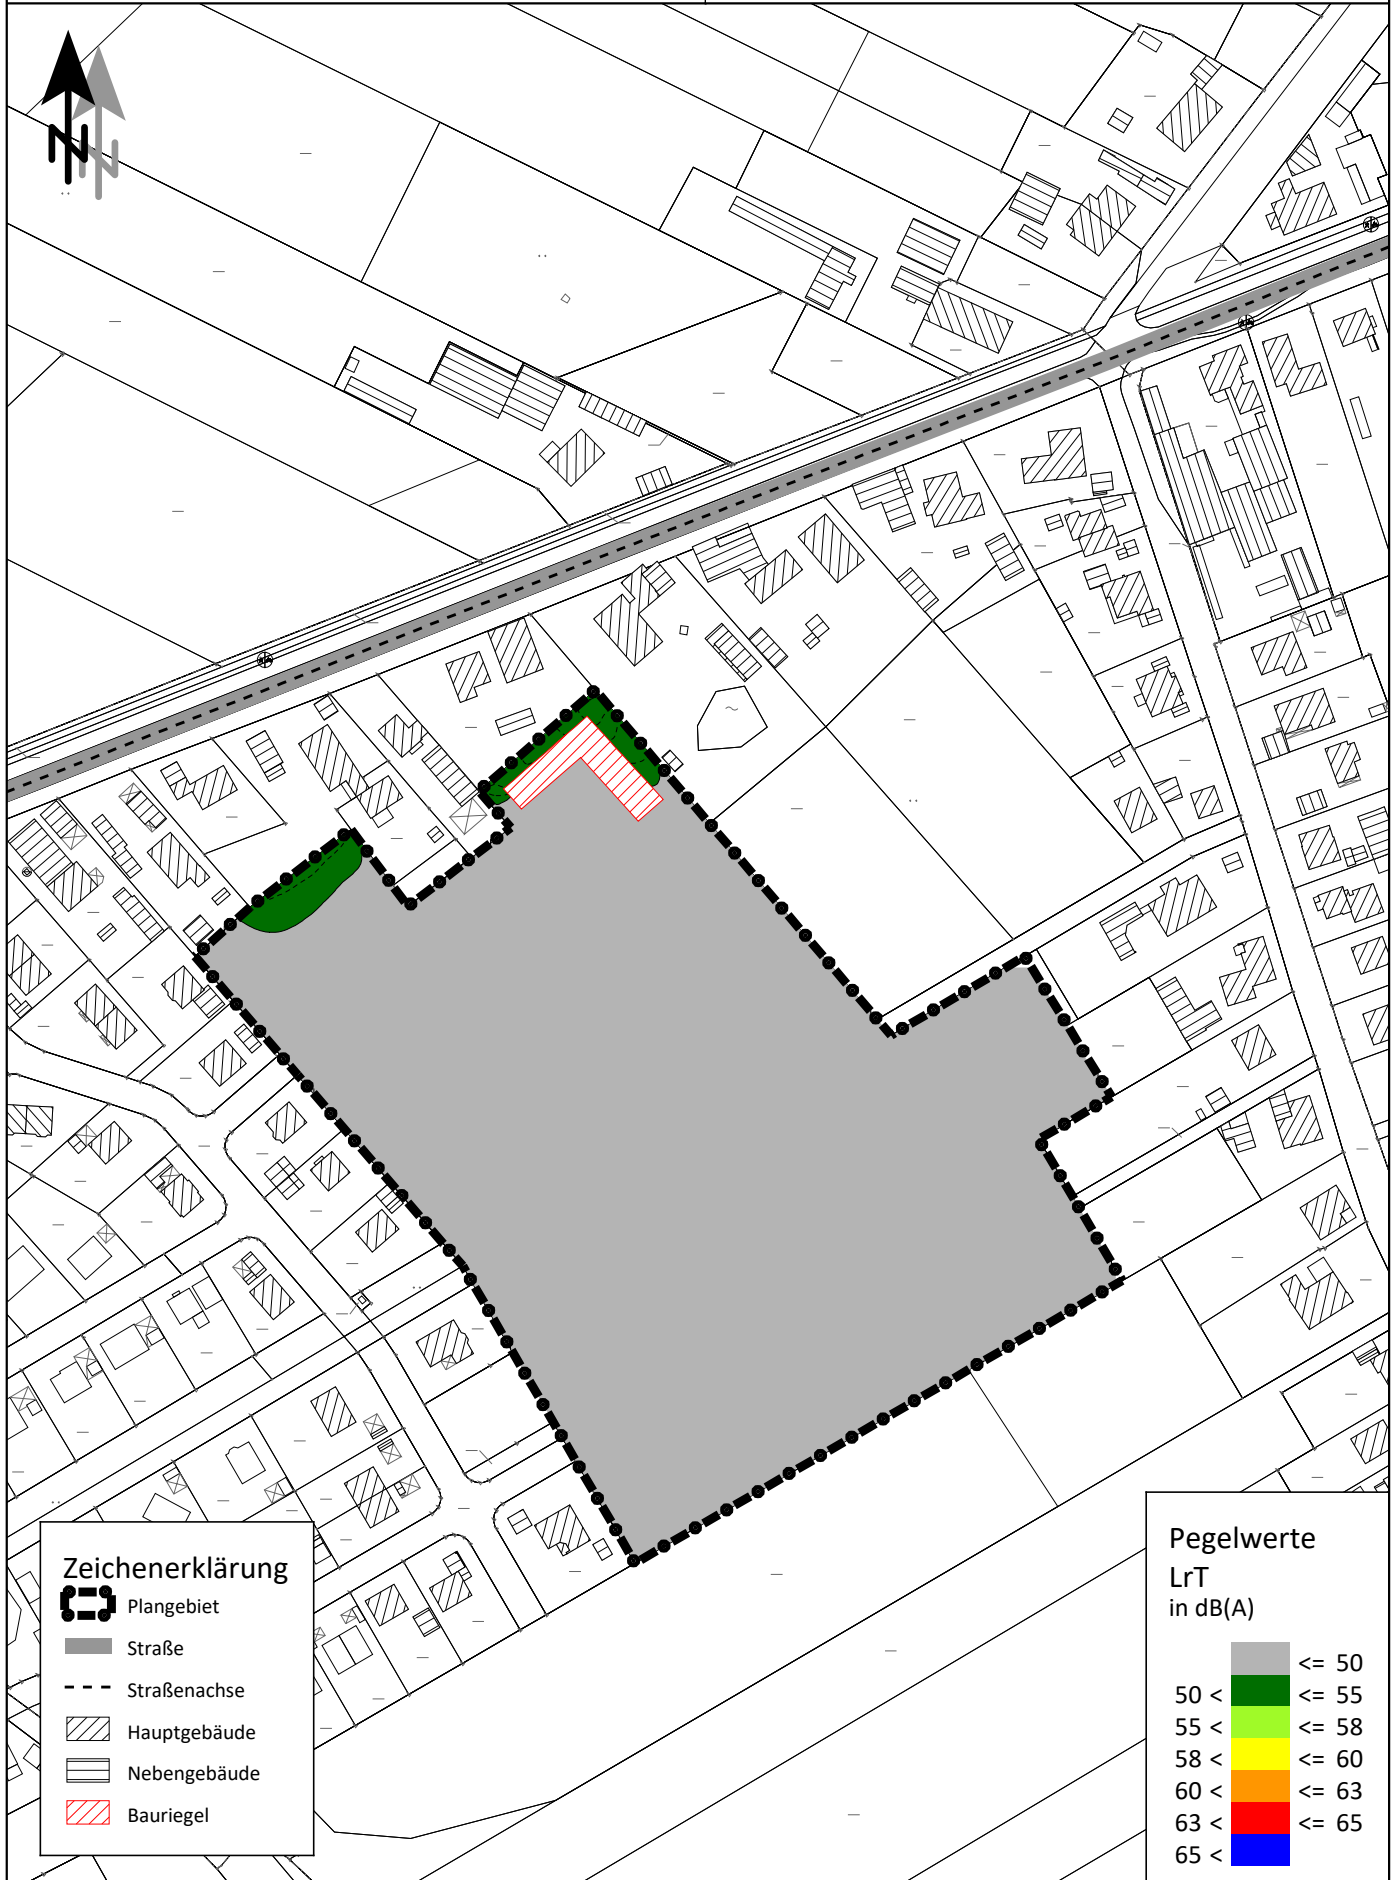 N
Zeichenerklärung
Plangebiet
Straße
Straßenachse
Hauptgebäude
Nebengebäude
Bauriegel
Pegelwerte
LrT
in dB(A)
<= 50
50 < <= 55
55 < <= 58
58 < <= 60
60 < <= 63
63 < <= 65
65 <